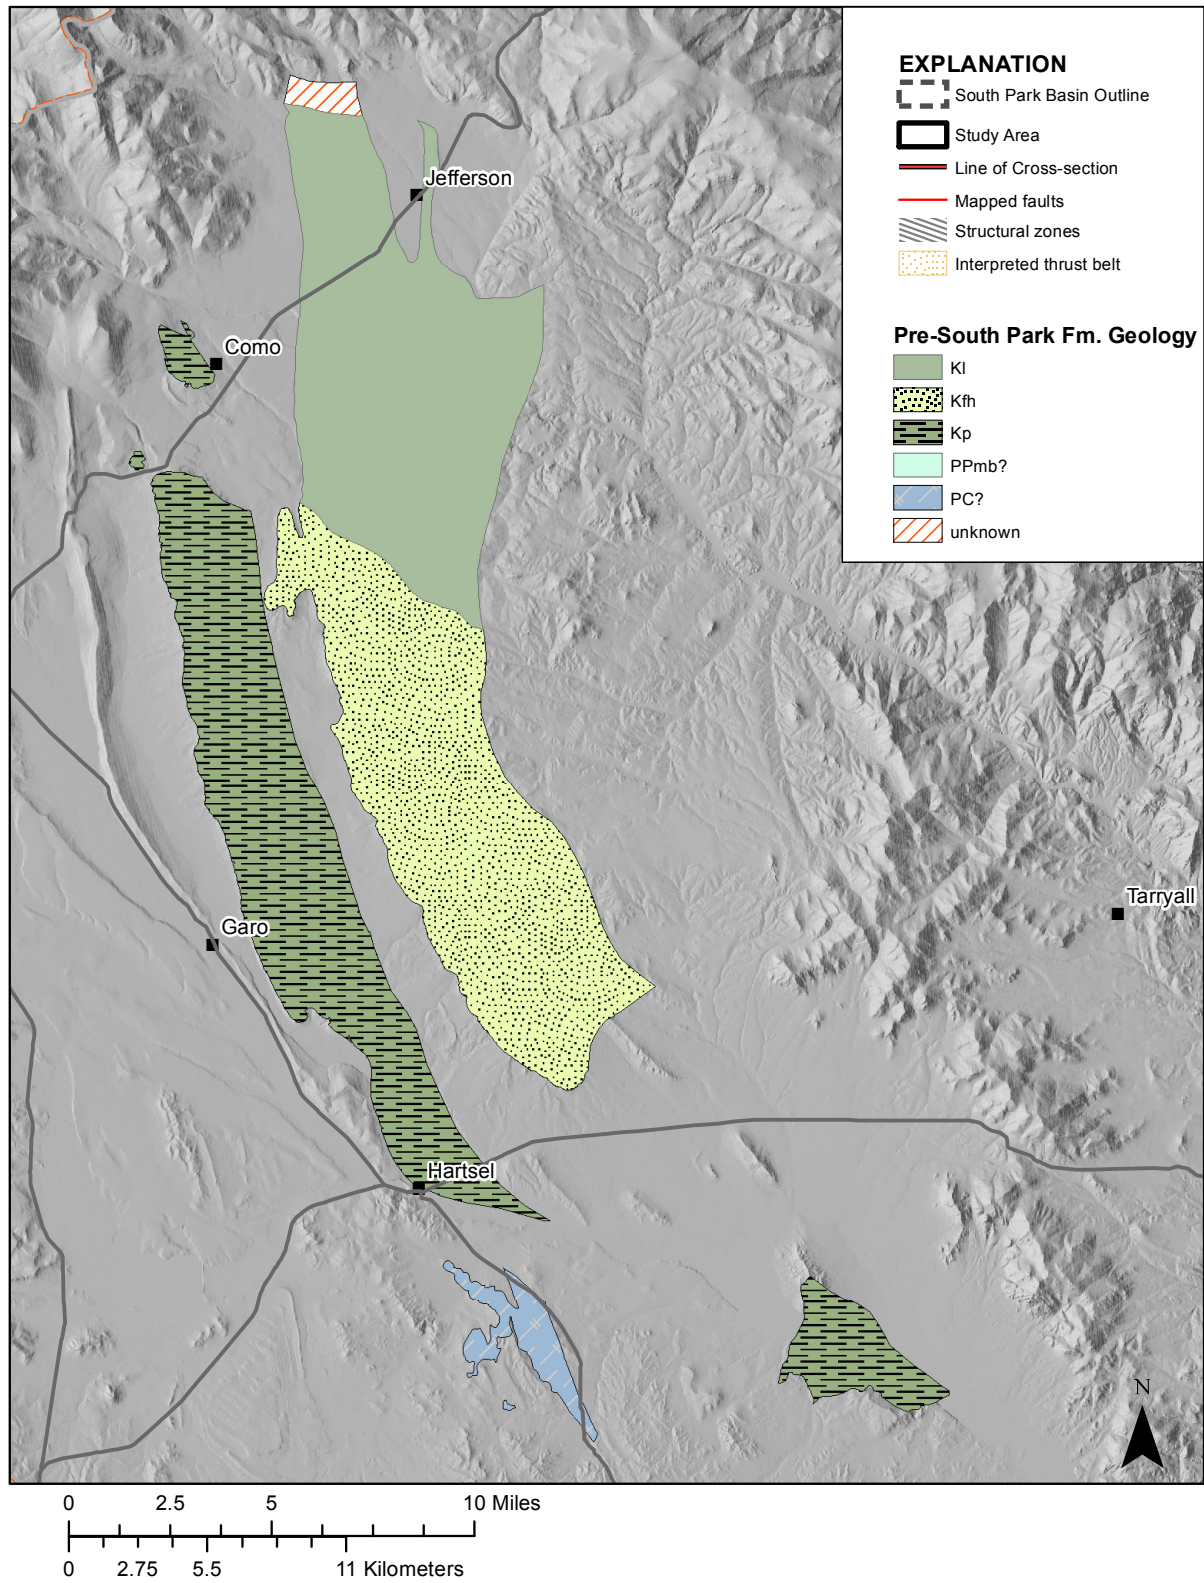 EXPLANATION
South Park Basin Outline
Study Area
Line of Cross-section
Mapped faults
Structural zones
Interpreted thrust belt
Pre-South Park Fm. Geology
Kl
Kfh
Kp
PPmb?
PC?
unknown
Jefferson
Como
Garo
Tarryall
Hartsel
N
0 2.5 5 10 Miles
0 2.75 5.5 11 Kilometers